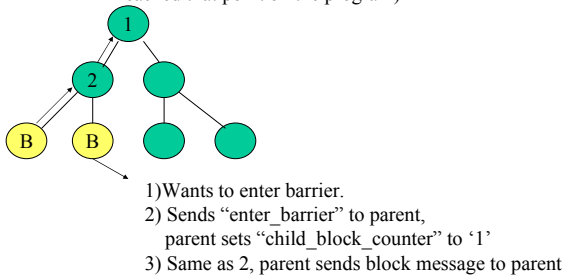 1
2
B
B
1)Wants to enter barrier.
2) Sends “enter_barrier” to parent,
parent sets “child_block_counter” to ‘1’
3) Same as 2, parent sends block message to parent